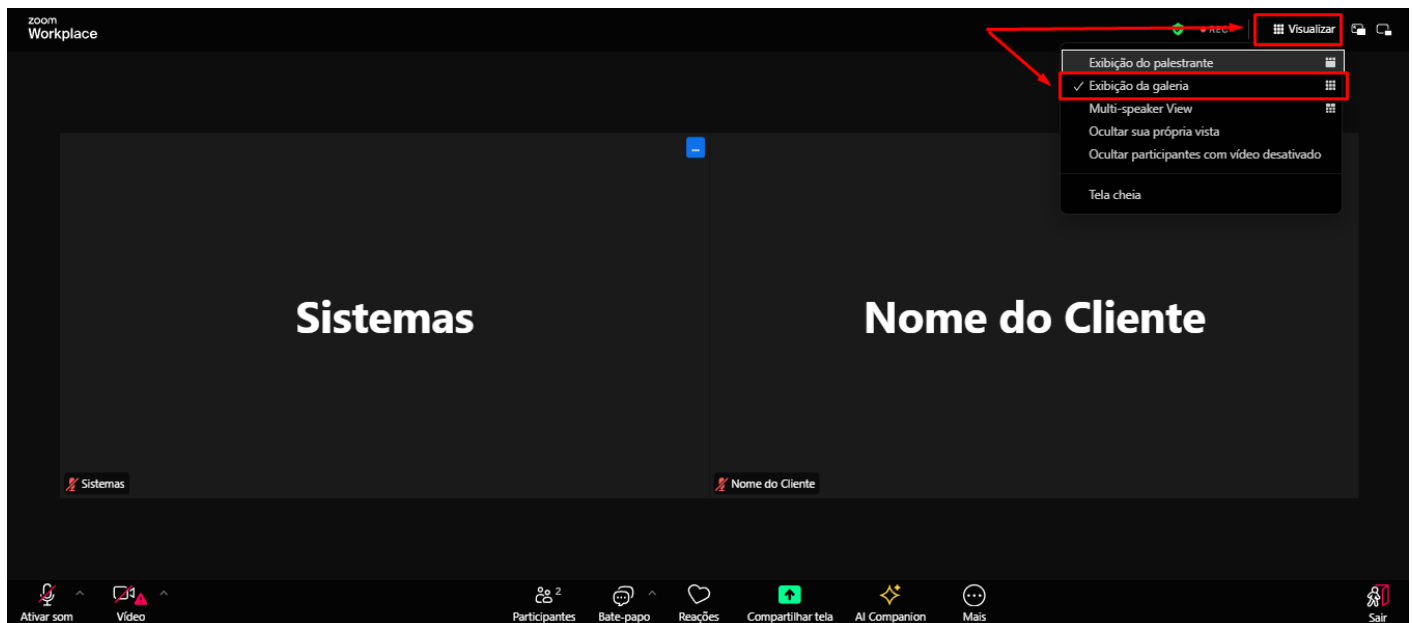 zoom
Workplace
REC
Visualizar
Exibição do palestrante
✓ Exibição da galeria
Multi-speaker View
Ocultar sua própria vista
Ocultar participantes com vídeo desativado
Tela cheia
...
Sistemas
Nome do Cliente
Sistemas
Nome do Cliente
Ativar som
Vídeo
Participantes
2
Bate-papo
Reações
Compartilhar tela
AI Companion
Mais
Sair